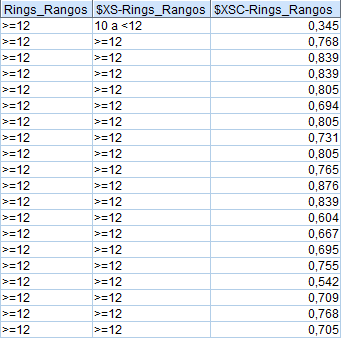 Rings_Rangos $XS-Rings_Rangos $XSC-Rings_Rangos
>=12 10 a <12 0,345
>=12 >=12 0,768
>=12 >=12 0,839
>=12 >=12 0,839
>=12 >=12 0,805
>=12 >=12 0,694
>=12 >=12 0,805
>=12 >=12 0,731
>=12 >=12 0,805
>=12 >=12 0,765
>=12 >=12 0,876
>=12 >=12 0,839
>=12 >=12 0,604
>=12 >=12 0,667
>=12 >=12 0,695
>=12 >=12 0,755
>=12 >=12 0,542
>=12 >=12 0,709
>=12 >=12 0,768
>=12 >=12 0,705